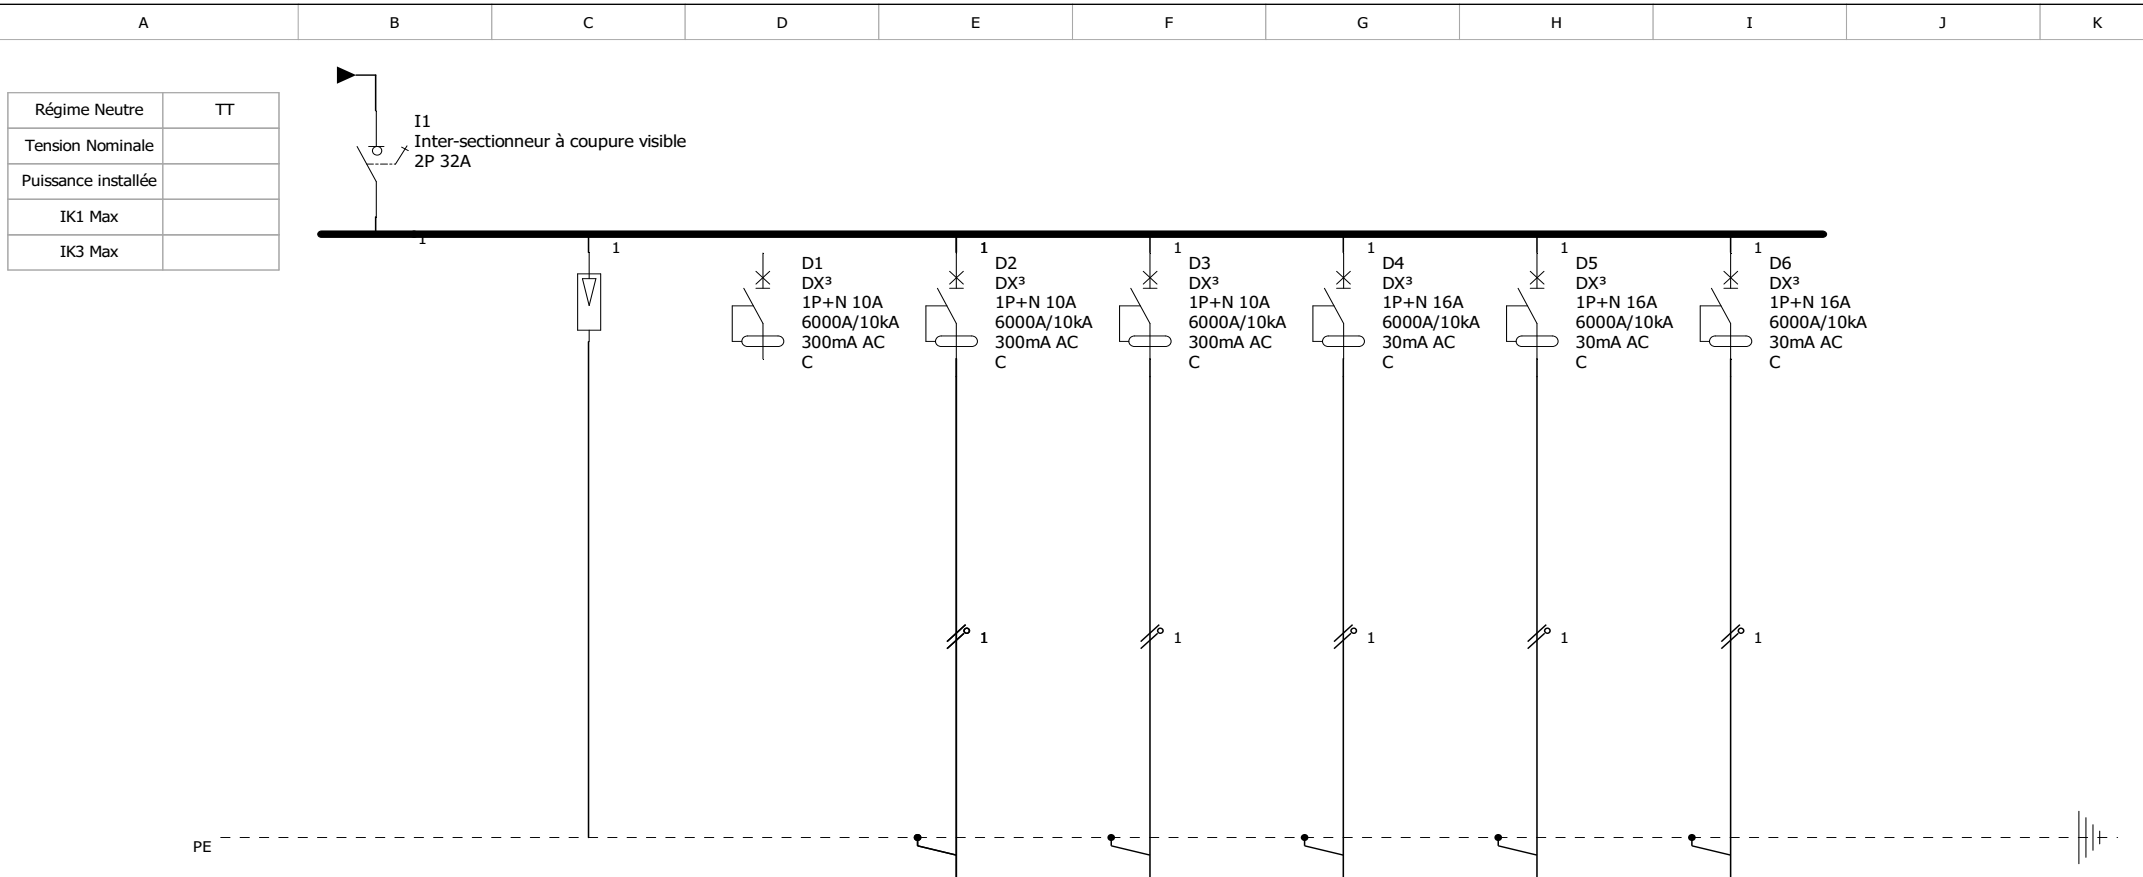 A B C D E F G H I J K
Régime Neutre TT
Tension Nominale
Puissance installée
IK1 Max
IK3 Max
I1
Inter-sectionneur à coupure visible
2P 32A
1 1 1 1 1 1 1
D1
DX³
1P+N 10A
6000A/10kA
300mA AC
C
D2
DX³
1P+N 10A
6000A/10kA
300mA AC
C
D3
DX³
1P+N 10A
6000A/10kA
300mA AC
C
D4
DX³
1P+N 16A
6000A/10kA
30mA AC
C
D5
DX³
1P+N 16A
6000A/10kA
30mA AC
C
D6
DX³
1P+N 16A
6000A/10kA
30mA AC
C
1 1 1 1 1
PE